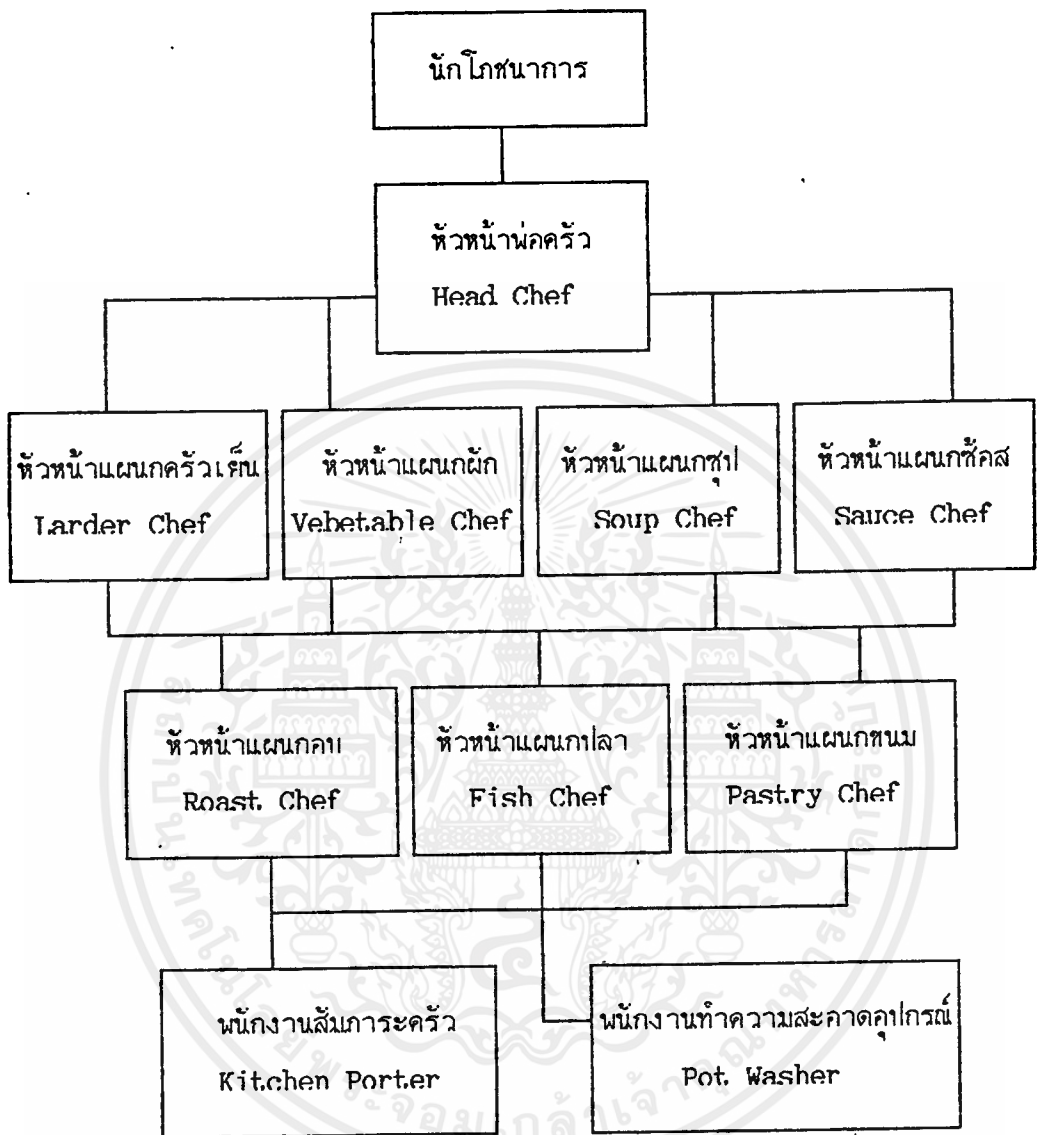 นักโภชนาการ
หัวหน้าพ่อครัว
Head Chef
หัวหน้าแผนกครัวเย็น
Larder Chef
หัวหน้าแผนกผัก
Vebetable Chef
หัวหน้าแผนกซุป
Soup Chef
หัวหน้าแผนกซ้อส
Sauce Chef
หัวหน้าแผนกอบ
Roast Chef
หัวหน้าแผนกปลา
Fish Chef
หัวหน้าแผนกขนม
Pastry Chef
พนักงานสัมภาระครัว
Kitchen Porter
พนักงานทำความสะอาดอุปกรณ์
Pot Washer